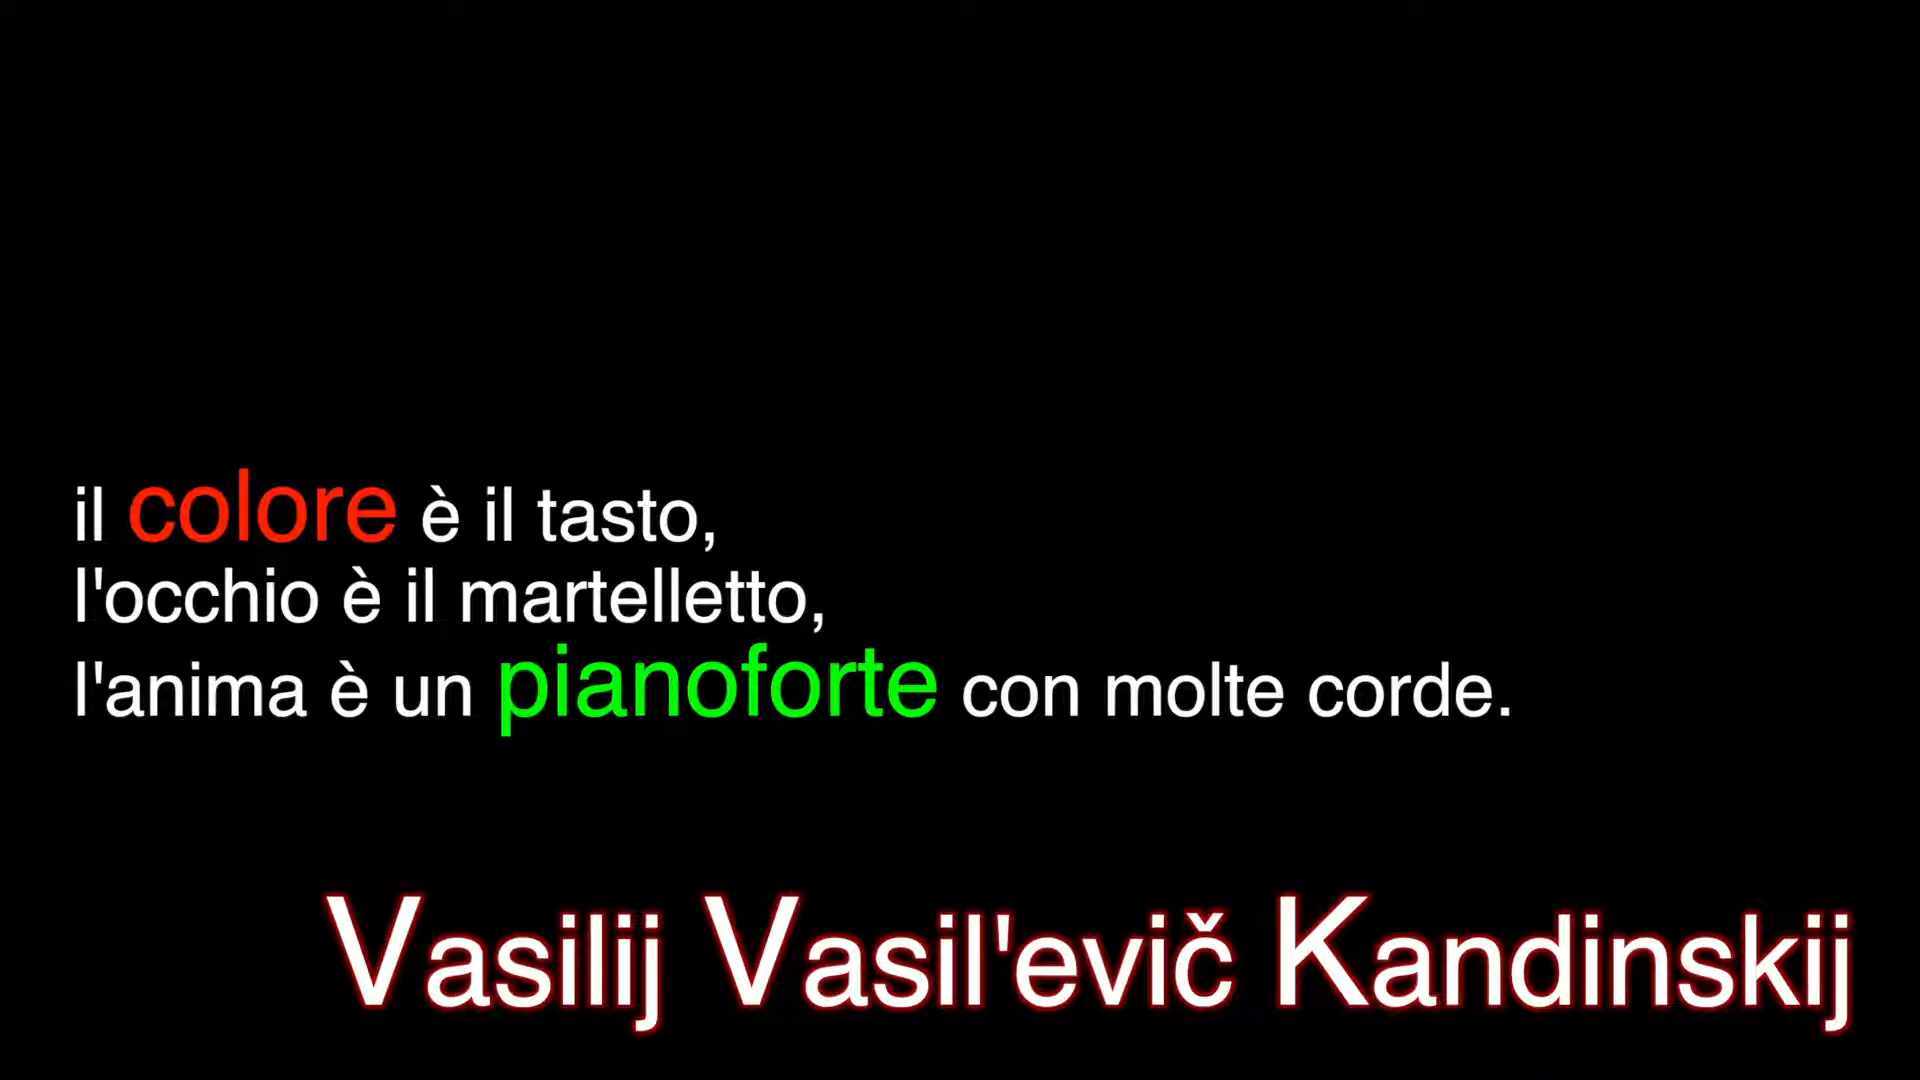 il colore è il tasto,
l'occhio è il martelletto,
l'anima è un pianoforte con molte corde.
Vasilij Vasil'evič Kandinskij